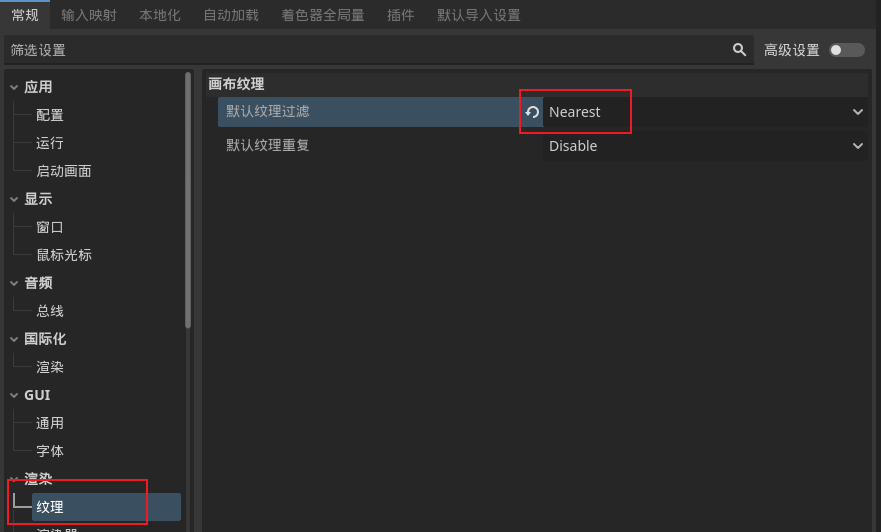 常规 输入映射 本地化 自动加载 着色器全局量 插件 默认导入设置
筛选设置 高级设置
应用
配置
运行
启动画面
显示
窗口
鼠标光标
音频
总线
国际化
渲染
GUI
通用
字体
渲染
纹理
渲染器
画布纹理
默认纹理过滤 Nearest
默认纹理重复 Disable